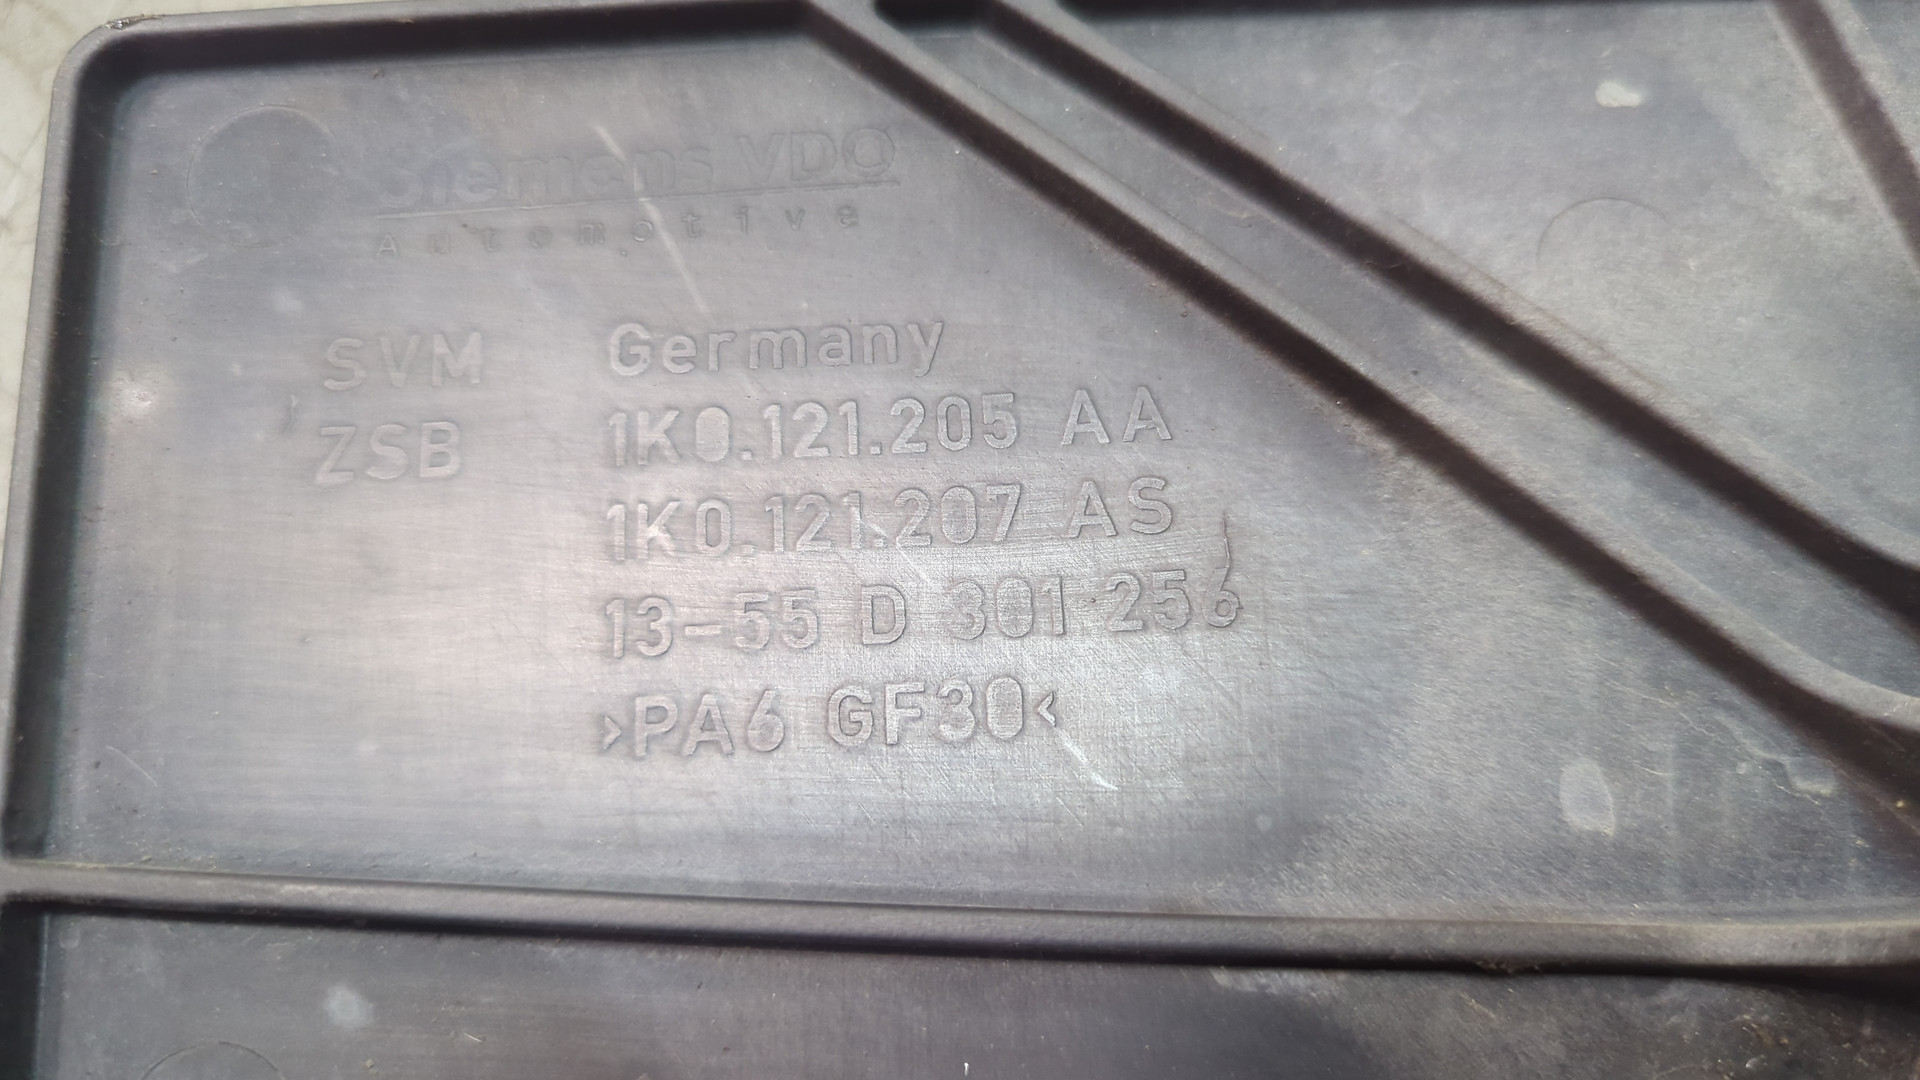 Siemens VDO
Automotive
SVM Germany
ZSB 1K0.121.205 AA
1K0.121.207 AS
13-55 D 301 256
>PA6 GF30<